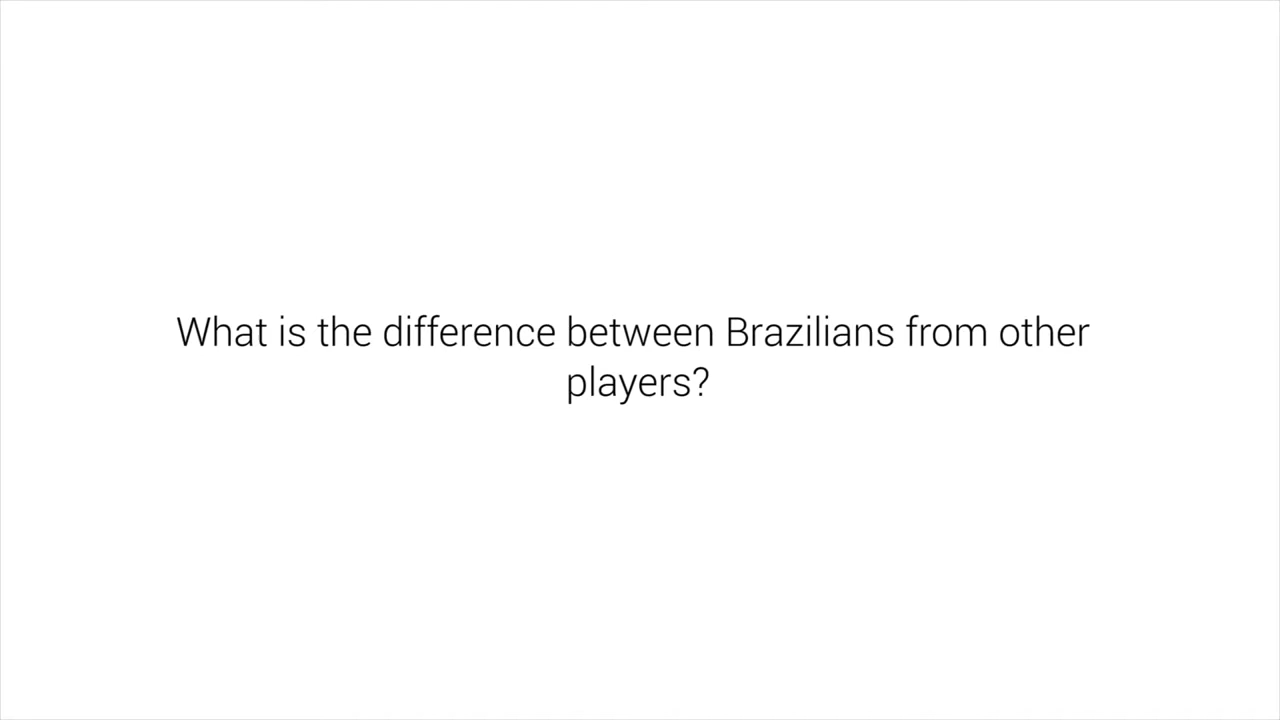 What is the difference between Brazilians from other
players?